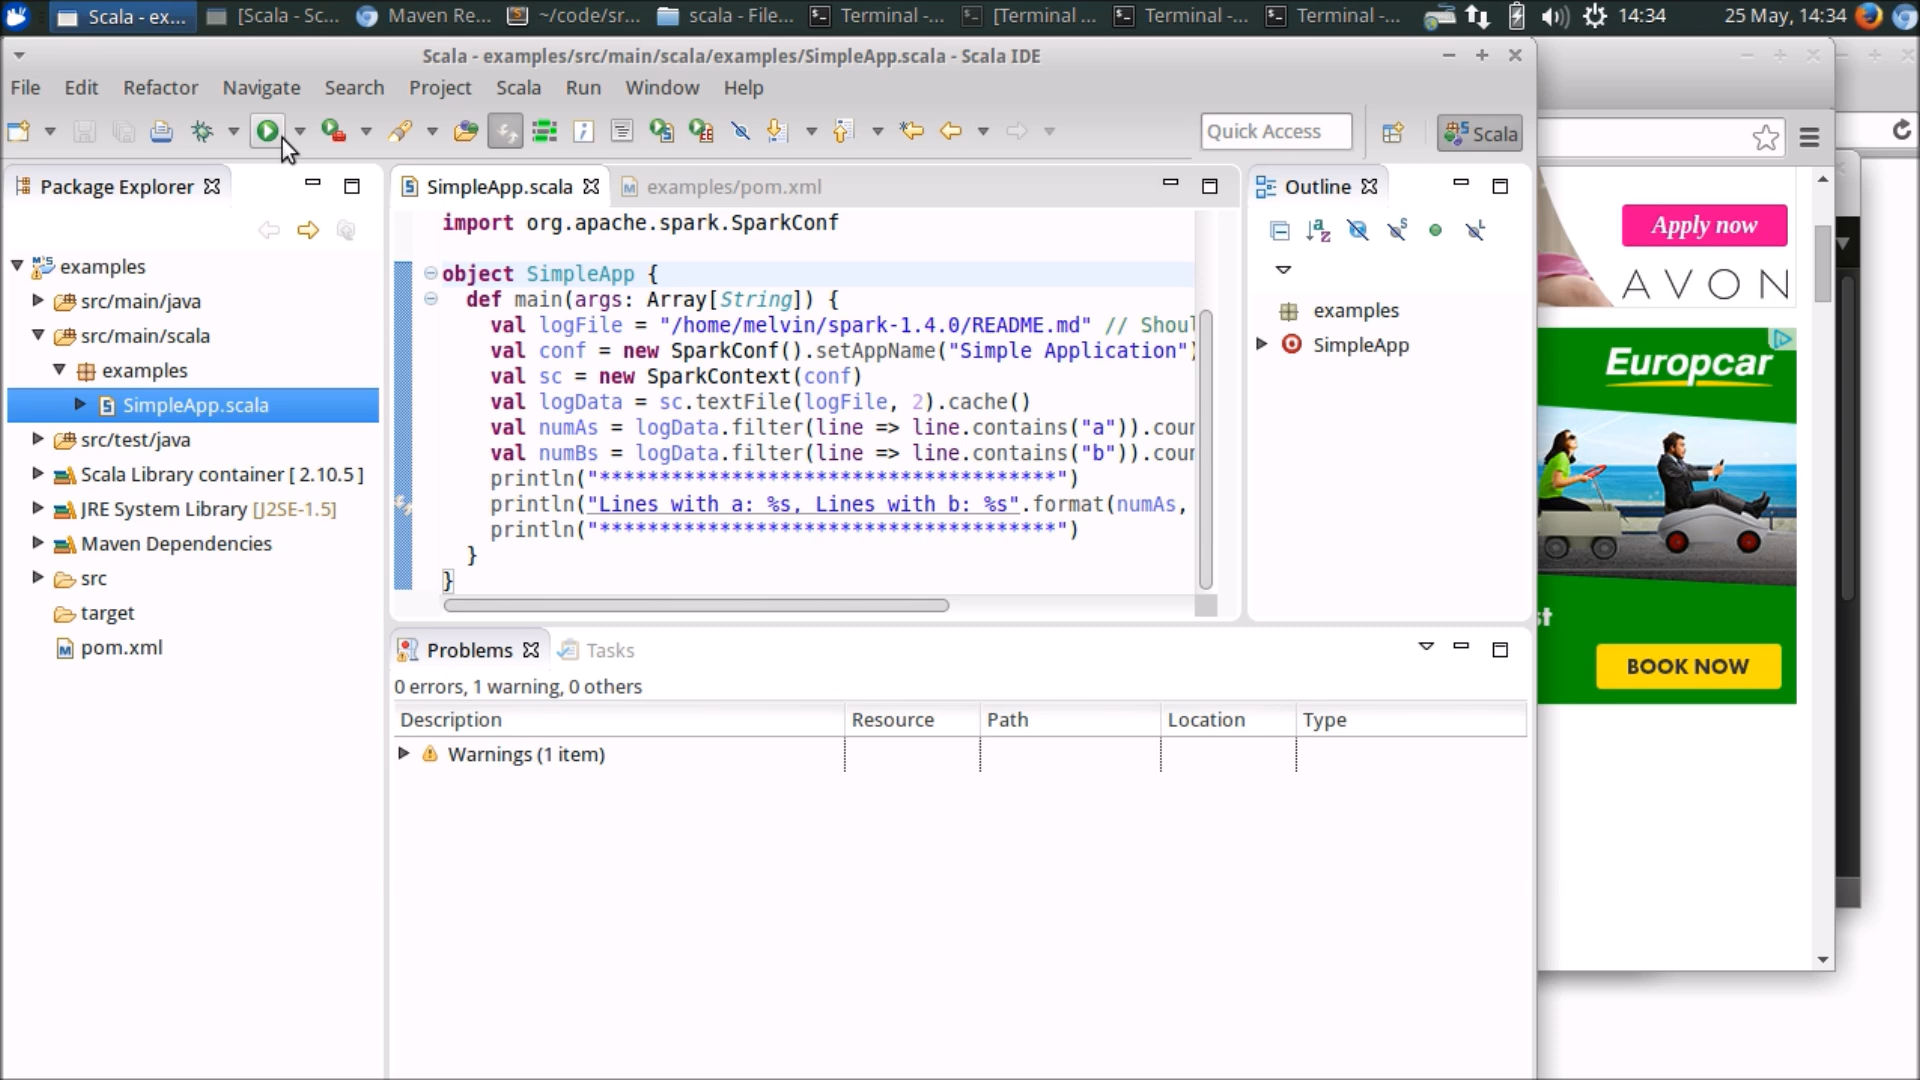 Scala - ex...
[Scala - Sc...
Maven Re...
~/code/sr...
scala - File...
Terminal -...
[Terminal ...
Terminal -...
Terminal -...
14:34
25 May, 14:34
Scala - examples/src/main/scala/examples/SimpleApp.scala - Scala IDE
File Edit Refactor Navigate Search Project Scala Run Window Help
Quick Access
Scala
Package Explorer
SimpleApp.scala
examples/pom.xml
Outline
examples
src/main/java
src/main/scala
examples
SimpleApp.scala
src/test/java
Scala Library container [ 2.10.5 ]
JRE System Library [J2SE-1.5]
Maven Dependencies
src
target
pom.xml
import org.apache.spark.SparkConf
object SimpleApp {
def main(args: Array[String]) {
val logFile = "/home/melvin/spark-1.4.0/README.md" // Shoul
val conf = new SparkConf().setAppName("Simple Application")
val sc = new SparkContext(conf)
val logData = sc.textFile(logFile, 2).cache()
val numAs = logData.filter(line => line.contains("a")).coun
val numBs = logData.filter(line => line.contains("b")).coun
println("**************************************")
println("Lines with a: %s, Lines with b: %s".format(numAs,
println("**************************************")
}
}
examples
SimpleApp
Problems
Tasks
0 errors, 1 warning, 0 others
Description Resource Path Location Type
Warnings (1 item)
Apply now
AVON
Europcar
st
BOOK NOW